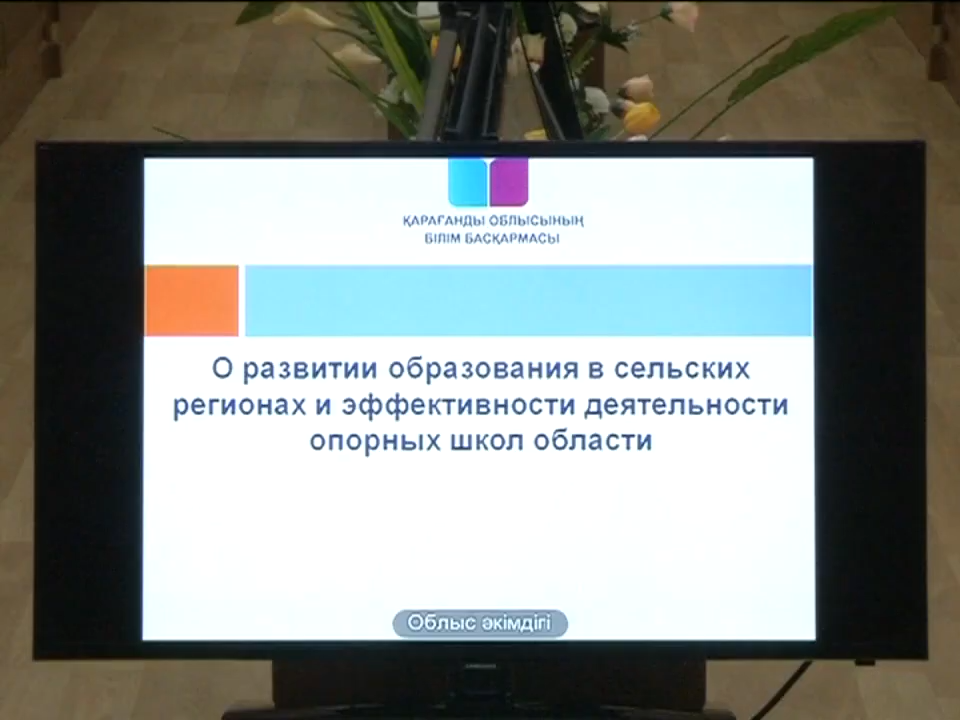 ҚАРАҒАНДЫ ОБЛЫСЫНЫҢ
БІЛІМ БАСҚАРМАСЫ
О развитии образования в сельских
регионах и эффективности деятельности
опорных школ области
Облыс әкімдігі